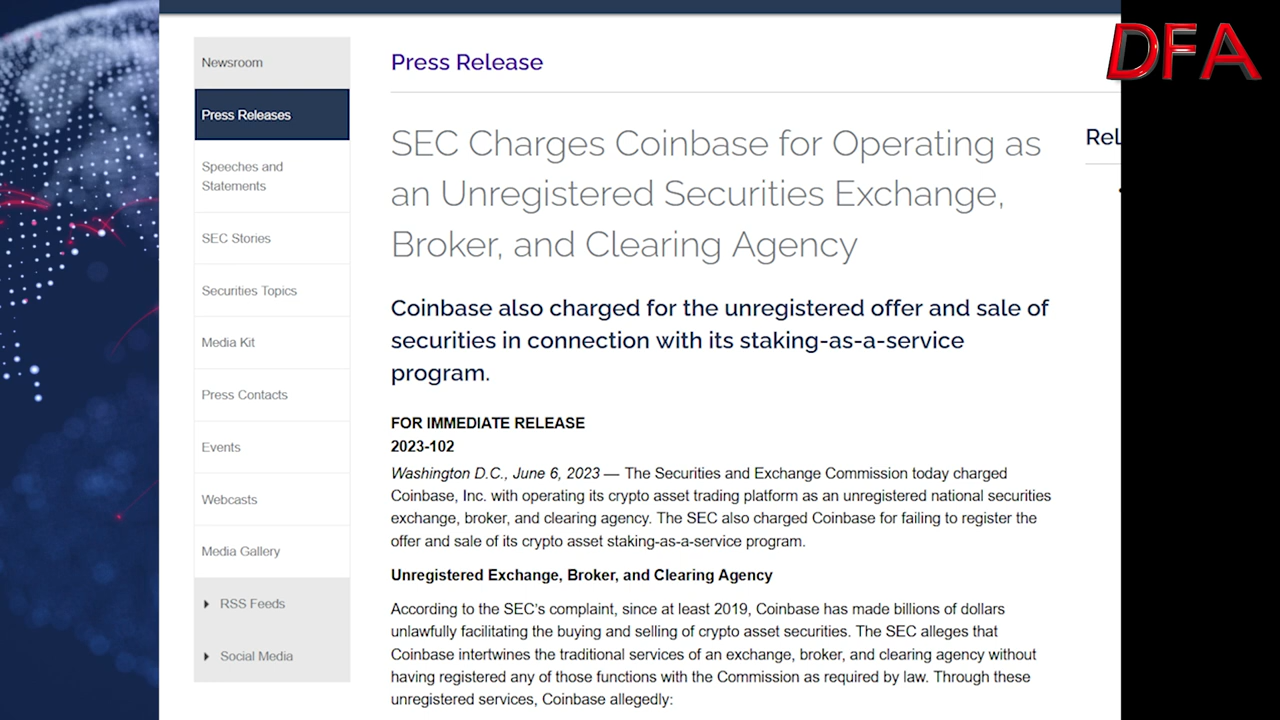 DFA
Newsroom
Press Releases
Speeches and
Statements
SEC Stories
Securities Topics
Media Kit
Press Contacts
Events
Webcasts
Media Gallery
RSS Feeds
Social Media
Press Release
SEC Charges Coinbase for Operating as
an Unregistered Securities Exchange,
Broker, and Clearing Agency
Coinbase also charged for the unregistered offer and sale of
securities in connection with its staking-as-a-service
program.
FOR IMMEDIATE RELEASE
2023-102
Washington D.C., June 6, 2023 — The Securities and Exchange Commission today charged
Coinbase, Inc. with operating its crypto asset trading platform as an unregistered national securities
exchange, broker, and clearing agency. The SEC also charged Coinbase for failing to register the
offer and sale of its crypto asset staking-as-a-service program.
Unregistered Exchange, Broker, and Clearing Agency
According to the SEC's complaint, since at least 2019, Coinbase has made billions of dollars
unlawfully facilitating the buying and selling of crypto asset securities. The SEC alleges that
Coinbase intertwines the traditional services of an exchange, broker, and clearing agency without
having registered any of those functions with the Commission as required by law. Through these
unregistered services, Coinbase allegedly:
Rel